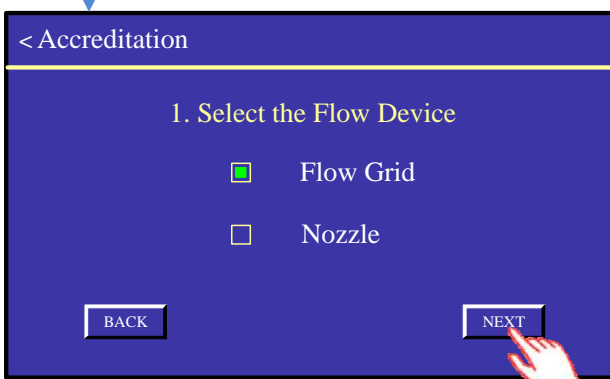 < Accreditation
1. Select the Flow Device
Flow Grid
Nozzle
BACK
NEXT